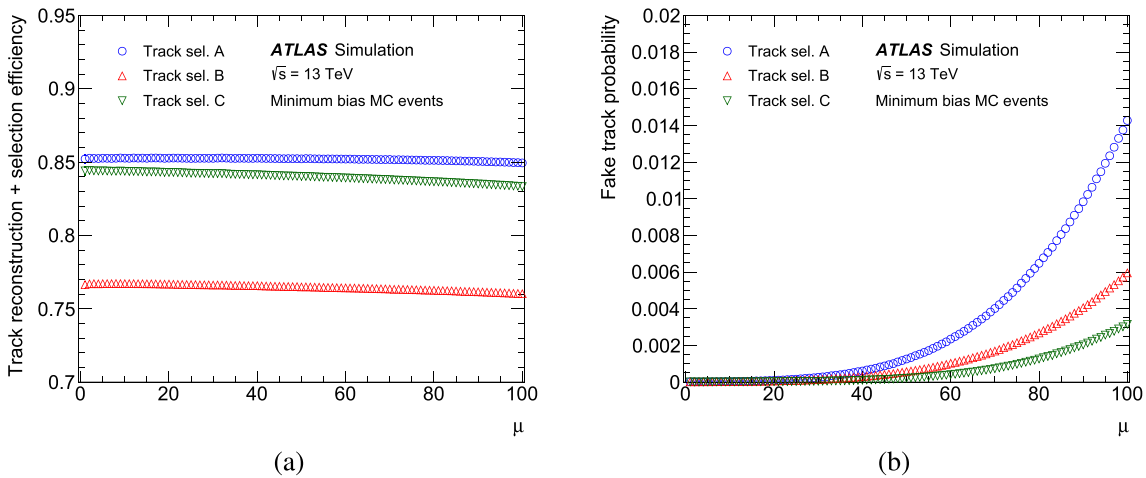 Track reconstruction + selection efficiency
0.95
0.9
0.85
0.8
0.75
0.7
Track sel. A
Track sel. B
Track sel. C
ATLAS Simulation
√s = 13 TeV
Minimum bias MC events
0 20 40 60 80 100
μ
(a)
Fake track probability
0.02
0.018
0.016
0.014
0.012
0.01
0.008
0.006
0.004
0.002
0
Track sel. A
Track sel. B
Track sel. C
ATLAS Simulation
√s = 13 TeV
Minimum bias MC events
0 20 40 60 80 100
μ
(b)